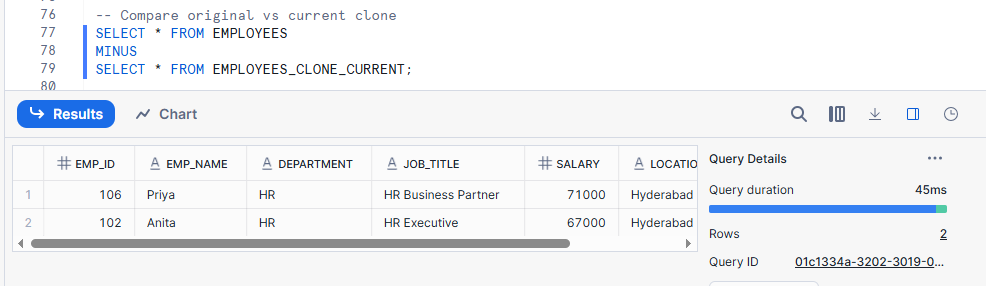 76 -- Compare original vs current clone
77 SELECT * FROM EMPLOYEES
78 MINUS
79 SELECT * FROM EMPLOYEES_CLONE_CURRENT;
80
Results Chart
# EMP_ID A EMP_NAME A DEPARTMENT A JOB_TITLE # SALARY A LOCATIO
1 106 Priya HR HR Business Partner 71000 Hyderabad
2 102 Anita HR HR Executive 67000 Hyderabad
Query Details ...
Query duration 45ms
Rows 2
Query ID 01c1334a-3202-3019-0...